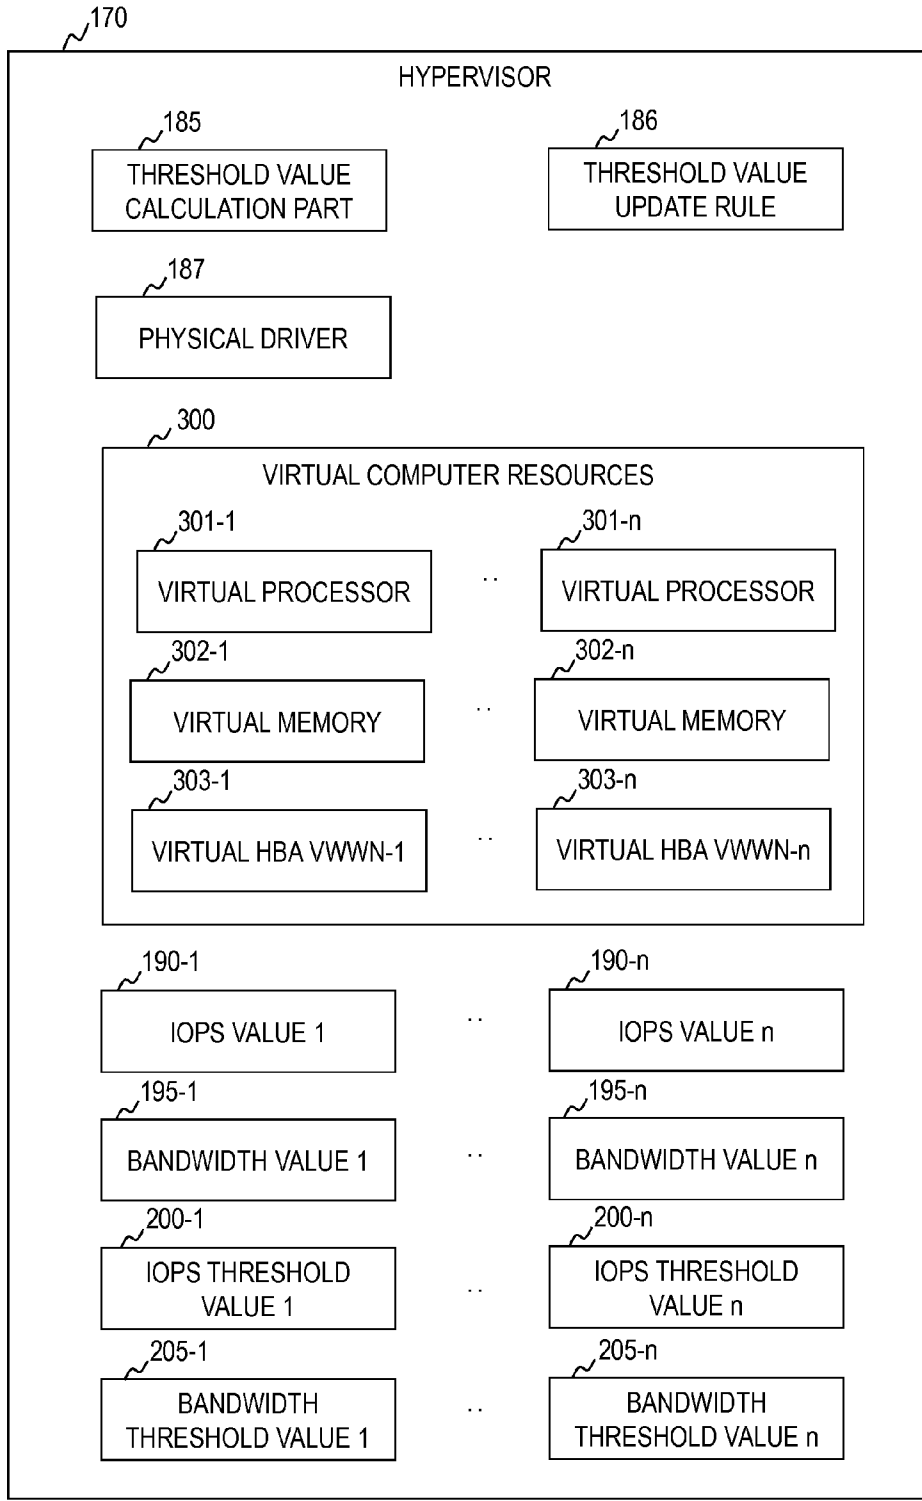 170
HYPERVISOR
185
THRESHOLD VALUE
CALCULATION PART
186
THRESHOLD VALUE
UPDATE RULE
187
PHYSICAL DRIVER
300
VIRTUAL COMPUTER RESOURCES
301-1
VIRTUAL PROCESSOR
..
301-n
VIRTUAL PROCESSOR
302-1
VIRTUAL MEMORY
..
302-n
VIRTUAL MEMORY
303-1
VIRTUAL HBA VWWN-1
..
303-n
VIRTUAL HBA VWWN-n
190-1
IOPS VALUE 1
..
190-n
IOPS VALUE n
195-1
BANDWIDTH VALUE 1
..
195-n
BANDWIDTH VALUE n
200-1
IOPS THRESHOLD
VALUE 1
..
200-n
IOPS THRESHOLD
VALUE n
205-1
BANDWIDTH
THRESHOLD VALUE 1
..
205-n
BANDWIDTH
THRESHOLD VALUE n